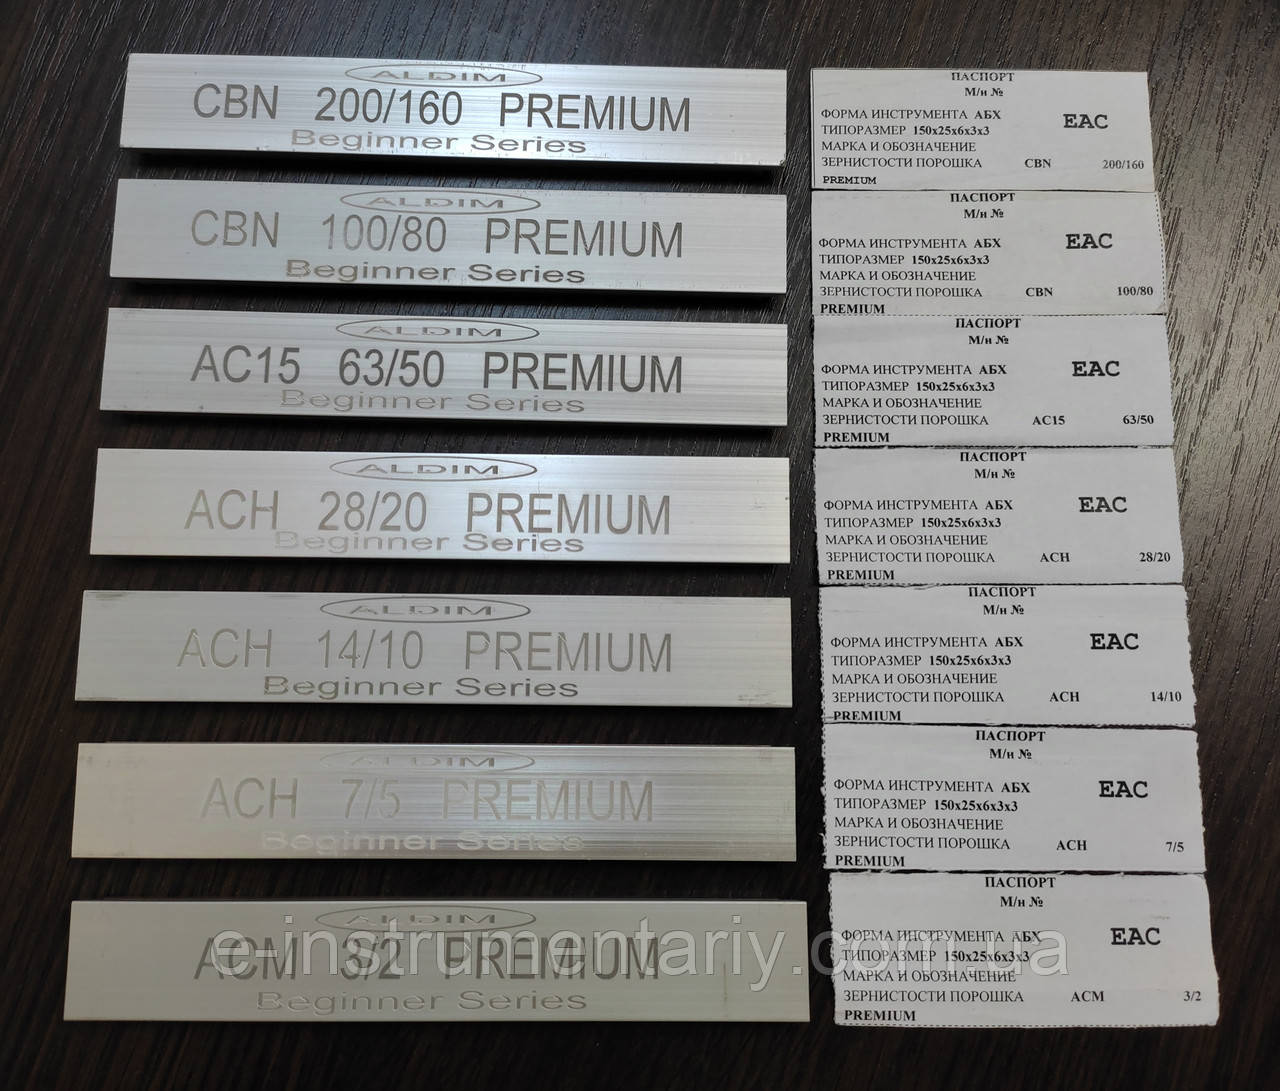 ALDIM
CBN 200/160 PREMIUM
Beginner Series
ПАСПОРТ
М/н №
ФОРМА ИНСТРУМЕНТА АБХ
EAC
ТИПОРАЗМЕР 150x25x6x3x3
МАРКА И ОБОЗНАЧЕНИЕ
ЗЕРНИСТОСТИ ПОРОШКА CBN 200/160
PREMIUM
ALDIM
CBN 100/80 PREMIUM
Beginner Series
ПАСПОРТ
М/н №
ФОРМА ИНСТРУМЕНТА АБХ
EAC
ТИПОРАЗМЕР 150x25x6x3x3
МАРКА И ОБОЗНАЧЕНИЕ
ЗЕРНИСТОСТИ ПОРОШКА CBN 100/80
PREMIUM
ALDIM
AC15 63/50 PREMIUM
Beginner Series
ПАСПОРТ
М/н №
ФОРМА ИНСТРУМЕНТА АБХ
EAC
ТИПОРАЗМЕР 150x25x6x3x3
МАРКА И ОБОЗНАЧЕНИЕ
ЗЕРНИСТОСТИ ПОРОШКА АС15 63/50
PREMIUM
ALDIM
ACH 28/20 PREMIUM
Beginner Series
ПАСПОРТ
М/н №
ФОРМА ИНСТРУМЕНТА АБХ
EAC
ТИПОРАЗМЕР 150x25x6x3x3
МАРКА И ОБОЗНАЧЕНИЕ
ЗЕРНИСТОСТИ ПОРОШКА АСН 28/20
PREMIUM
ALDIM
ACH 14/10 PREMIUM
Beginner Series
ПАСПОРТ
М/н №
ФОРМА ИНСТРУМЕНТА АБХ
EAC
ТИПОРАЗМЕР 150x25x6x3x3
МАРКА И ОБОЗНАЧЕНИЕ
ЗЕРНИСТОСТИ ПОРОШКА АСН 14/10
PREMIUM
ALDIM
ACH 7/5 PREMIUM
Beginner Series
ПАСПОРТ
М/н №
ФОРМА ИНСТРУМЕНТА АБХ
EAC
ТИПОРАЗМЕР 150x25x6x3x3
МАРКА И ОБОЗНАЧЕНИЕ
ЗЕРНИСТОСТИ ПОРОШКА АСН 7/5
PREMIUM
ALDIM
ACM 3/2 PREMIUM
Beginner Series
ПАСПОРТ
М/н №
ФОРМА ИНСТРУМЕНТА АБХ
EAC
ТИПОРАЗМЕР 150x25x6x3x3
МАРКА И ОБОЗНАЧЕНИЕ
ЗЕРНИСТОСТИ ПОРОШКА АСМ 3/2
PREMIUM
e-instrumentariy.com.ua